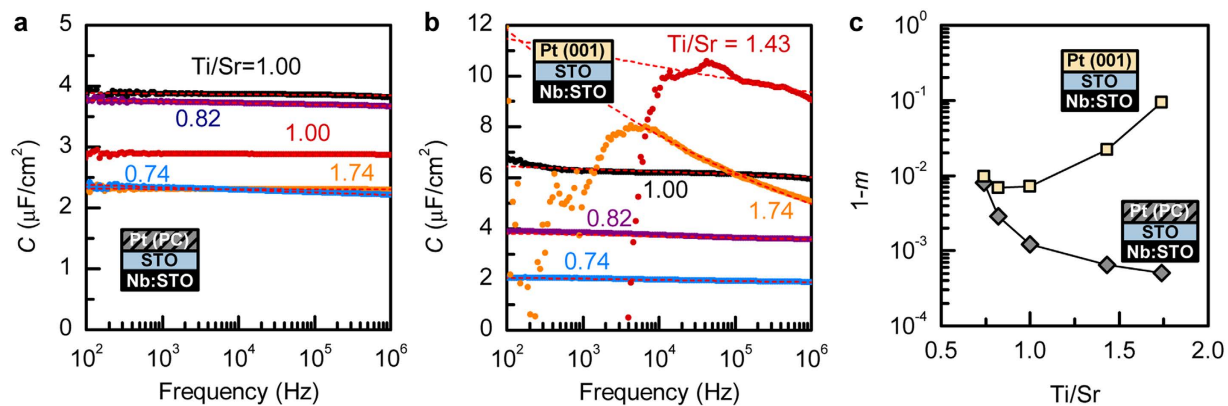 a
5
4
3
2
1
0
C (μF/cm²)
Ti/Sr=1.00
0.82
1.00
0.74
1.74
Pt (PC)
STO
Nb:STO
10² 10³ 10⁴ 10⁵ 10⁶
Frequency (Hz)
b
12
10
8
6
4
2
0
C (μF/cm²)
Pt (001)
STO
Nb:STO
Ti/Sr = 1.43
1.00
1.74
0.82
0.74
10² 10³ 10⁴ 10⁵ 10⁶
Frequency (Hz)
c
10⁰
10⁻¹
10⁻²
10⁻³
10⁻⁴
1-m
Pt (001)
STO
Nb:STO
Pt (PC)
STO
Nb:STO
0.5 1.0 1.5 2.0
Ti/Sr